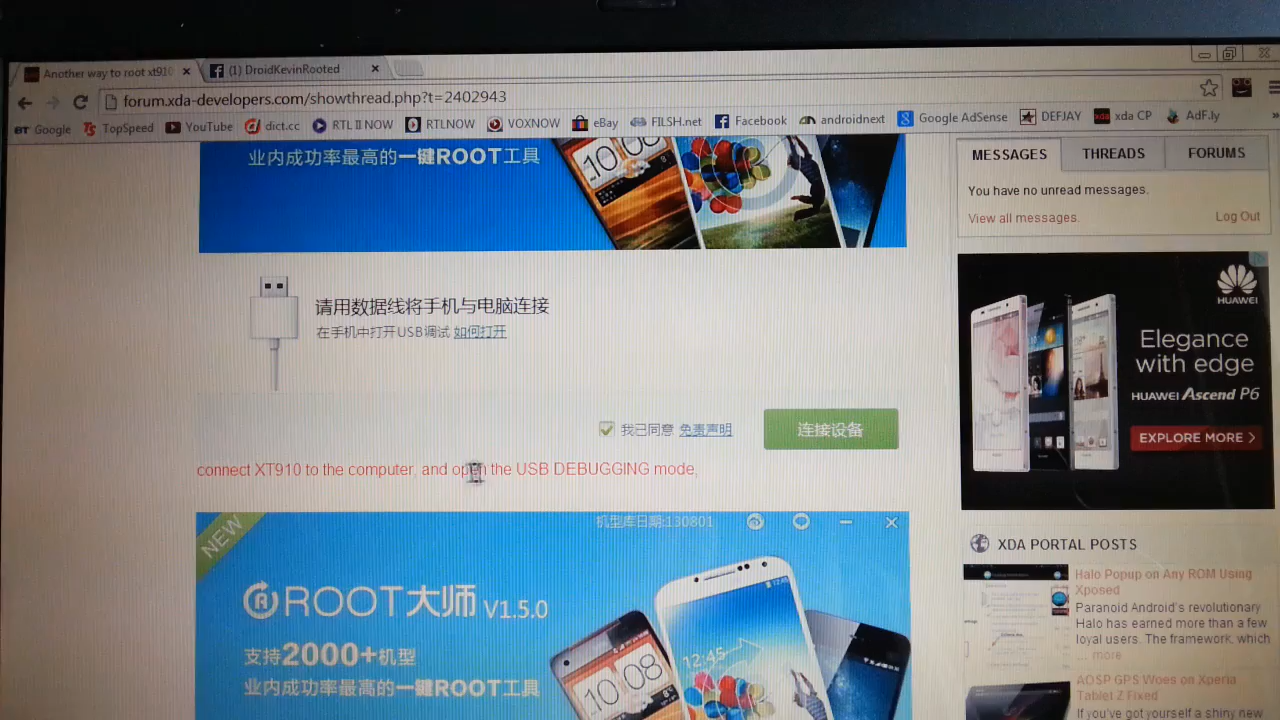 Another way to root xt910
(1) DroidKevinRooted
forum.xda-developers.com/showthread.php?t=2402943
BT Google
Ts TopSpeed
YouTube
dict.cc
RTL II NOW
RTLNOW
VOXNOW
eBay
FILSH.net
Facebook
androidnext
Google AdSense
DEFJAY
xda CP
AdF.ly
业内成功率最高的一键ROOT工具
10:08
请用数据线将手机与电脑连接
在手机中打开USB调试 如何打开
我已同意 免责声明
连接设备
connect XT910 to the computer, and open the USB DEBUGGING mode,
NEW
机型库日期:130801
ROOT大师 V1.5.0
支持2000+机型
业内成功率最高的一键ROOT工具
10:08
12:45
12:45
MESSAGES
THREADS
FORUMS
You have no unread messages.
View all messages.
Log Out
HUAWEI
Elegance
with edge
HUAWEI Ascend P6
EXPLORE MORE
XDA PORTAL POSTS
Halo Popup on Any ROM Using
Xposed
Paranoid Android's revolutionary
Halo has earned more than a few
loyal users. The framework, which
... more
AOSP GPS Woes on Xperia
Tablet Z Fixed
If you've got yourself a shiny new